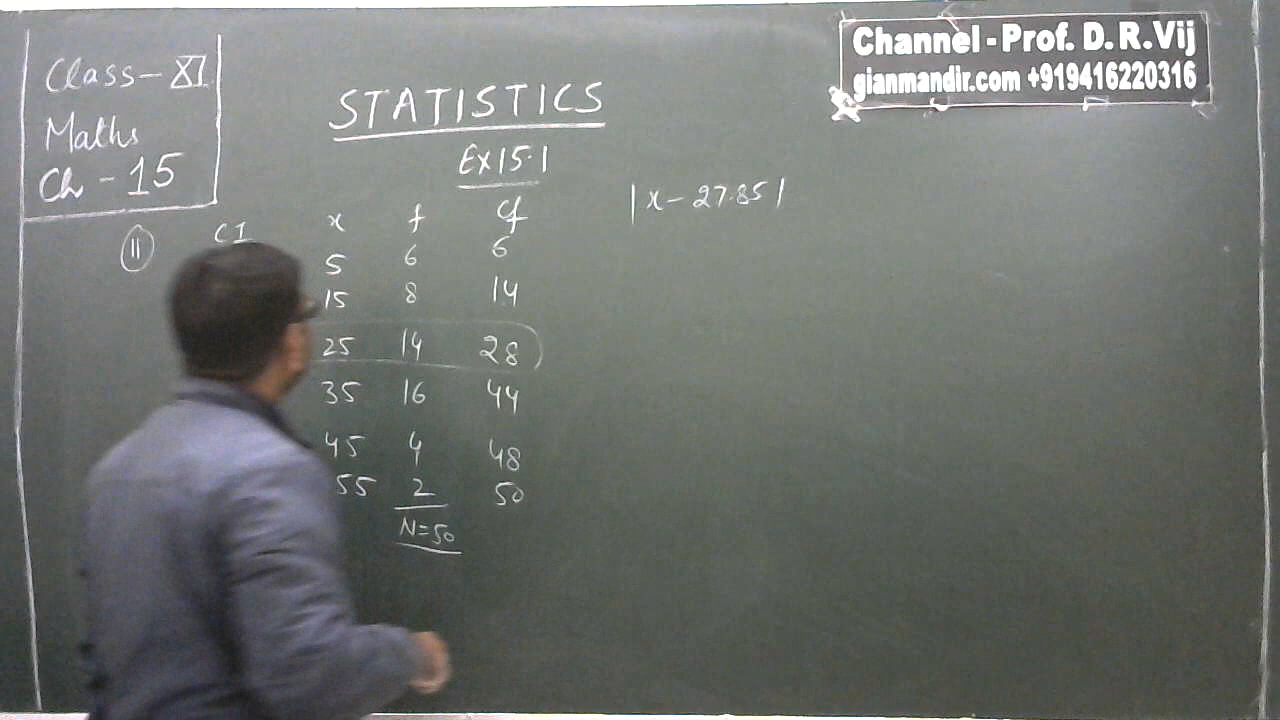 Channel - Prof. D.R.Vij
gianmandir.com +919416220316
Class - XI
Maths
Ch - 15
STATISTICS
Ex 15.1
11 CI x f cf |x - 27.85|
5 6 6
15 8 14
25 14 28
35 16 44
45 4 48
55 2 50
N=50